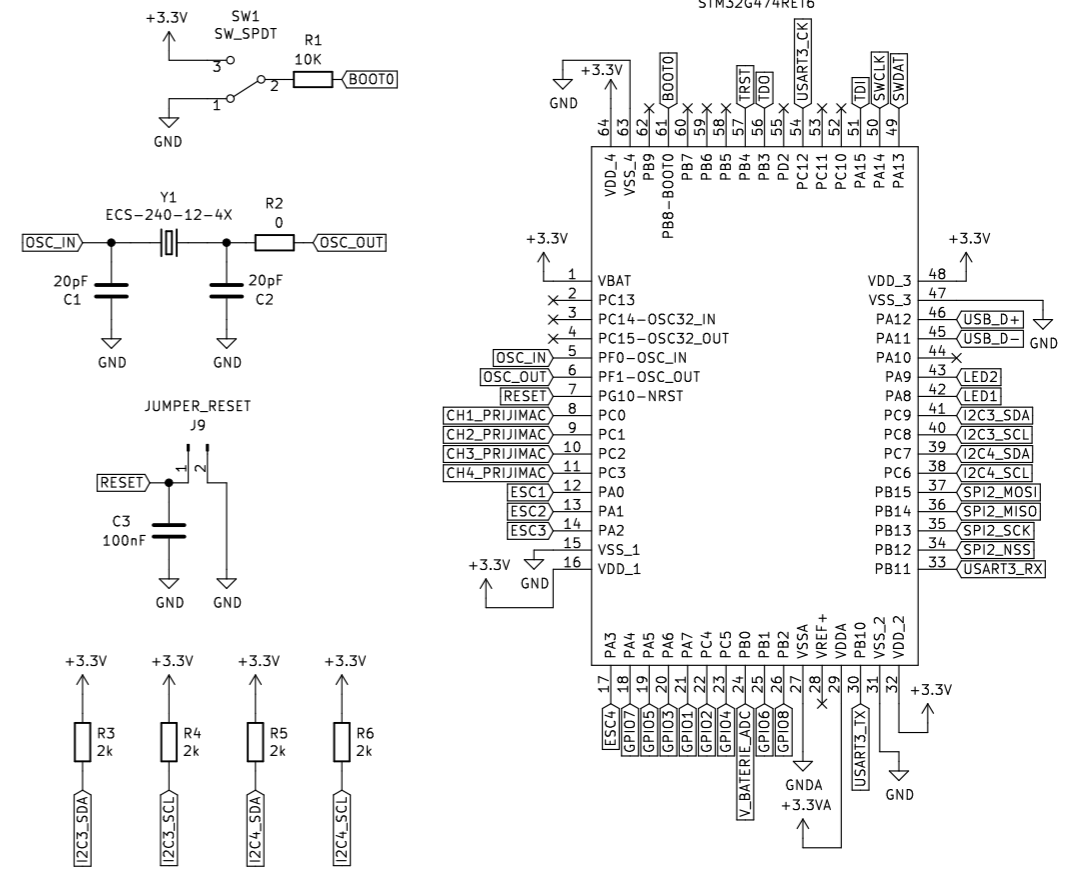 STM32G474RET6
+3.3V
SW1
SW_SPDT
3
2
1
R1
10K
BOOT0
GND
Y1
ECS-240-12-4X
R2
0
OSC_IN
OSC_OUT
20pF
C1
20pF
C2
GND
GND
JUMPER_RESET
J9
1
2
RESET
C3
100nF
GND
GND
+3.3V
+3.3V
+3.3V
+3.3V
R3
2k
R4
2k
R5
2k
R6
2k
I2C3_SDA
I2C3_SCL
I2C4_SDA
I2C4_SCL
GND
+3.3V
BOOT0
TRST
TDO
USART3_CK
TDI
SWCLK
SWDAT
64
63
62
61
60
59
58
57
56
55
54
53
52
51
50
49
VDD_4
VSS_4
PB9
PB8-BOOT0
PB7
PB6
PB5
PB4
PB3
PD2
PC12
PC11
PC10
PA15
PA14
PA13
+3.3V
1 VBAT
2 PC13
3 PC14-OSC32_IN
4 PC15-OSC32_OUT
OSC_IN 5 PF0-OSC_IN
OSC_OUT 6 PF1-OSC_OUT
RESET 7 PG10-NRST
CH1_PRIJIMAC 8 PC0
CH2_PRIJIMAC 9 PC1
CH3_PRIJIMAC 10 PC2
CH4_PRIJIMAC 11 PC3
ESC1 12 PA0
ESC2 13 PA1
ESC3 14 PA2
15 VSS_1
16 VDD_1
+3.3V
GND
+3.3V
VDD_3 48
VSS_3 47
PA12 46 USB_D+
PA11 45 USB_D-
GND
PA10 44
PA9 43 LED2
PA8 42 LED1
PC9 41 I2C3_SDA
PC8 40 I2C3_SCL
PC7 39 I2C4_SDA
PC6 38 I2C4_SCL
PB15 37 SPI2_MOSI
PB14 36 SPI2_MISO
PB13 35 SPI2_SCK
PB12 34 SPI2_NSS
PB11 33 USART3_RX
PA3
PA4
PA5
PA6
PA7
PC4
PC5
PB0
PB1
PB2
VSSA
VREF+
VDDA
PB10
VSS_2
VDD_2
17
18
19
20
21
22
23
24
25
26
27
28
29
30
31
32
ESC4
GPIO7
GPIO5
GPIO3
GPIO1
GPIO2
GPIO4
V_BATERIE_ADC
GPIO6
GPIO8
GNDA
+3.3VA
USART3_TX
GND
+3.3V